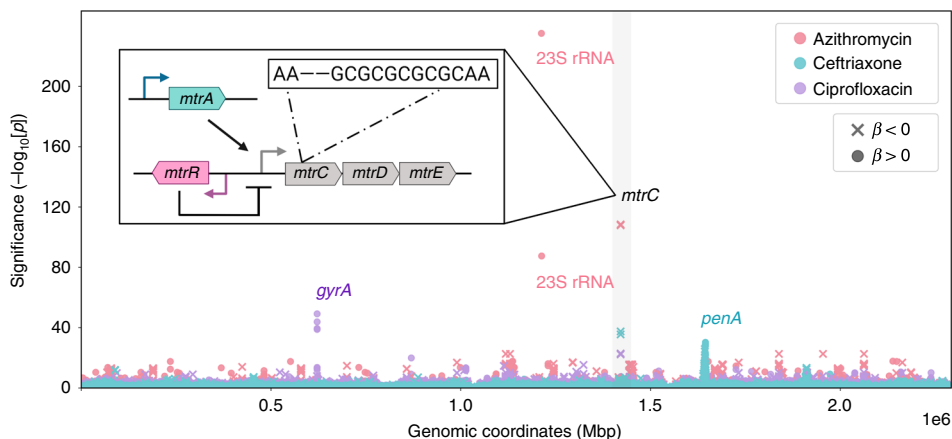 23S rRNA
Azithromycin
Ceftriaxone
Ciprofloxacin
β < 0
β > 0
AA––GCGCGCGCGCAA
mtrA
mtrR
mtrC
mtrD
mtrE
mtrC
23S rRNA
gyrA
penA
Significance (–log10[p])
200
160
120
80
40
0
0.5
1.0
1.5
2.0
1e6
Genomic coordinates (Mbp)